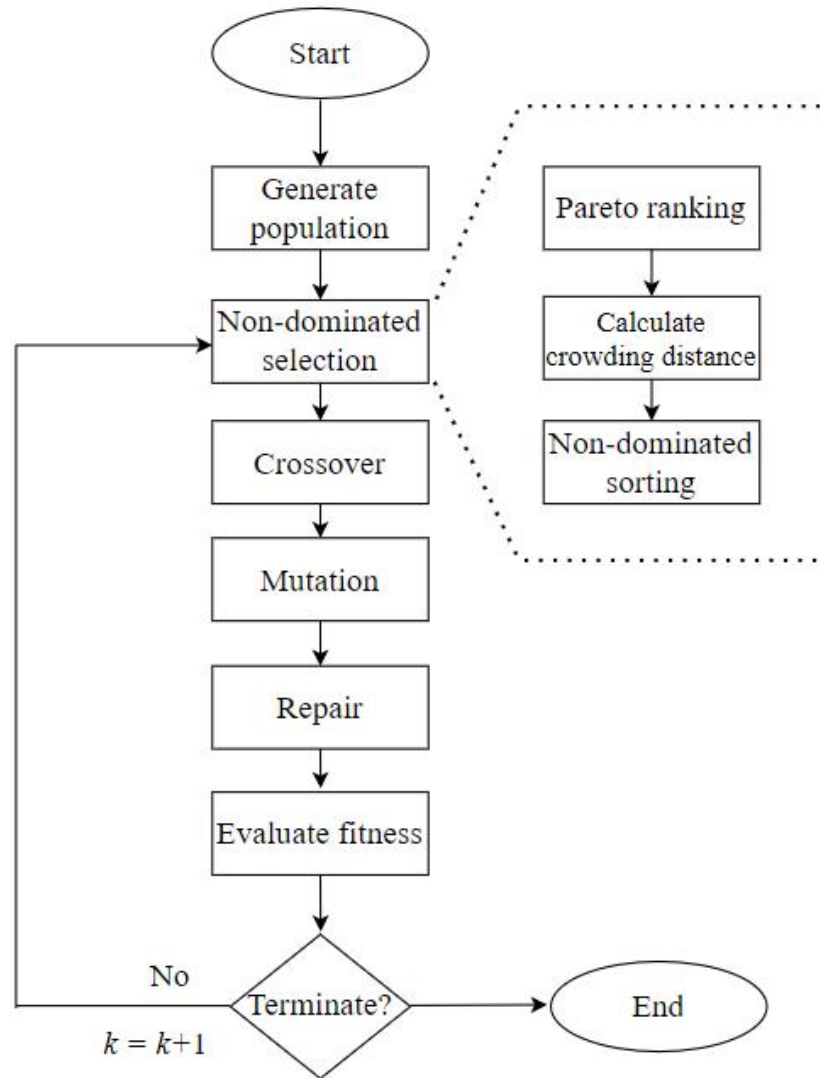 Start
Generate
population
Non-dominated
selection
Crossover
Mutation
Repair
Evaluate fitness
Terminate?
No
k = k+1
End
Pareto ranking
Calculate
crowding distance
Non-dominated
sorting